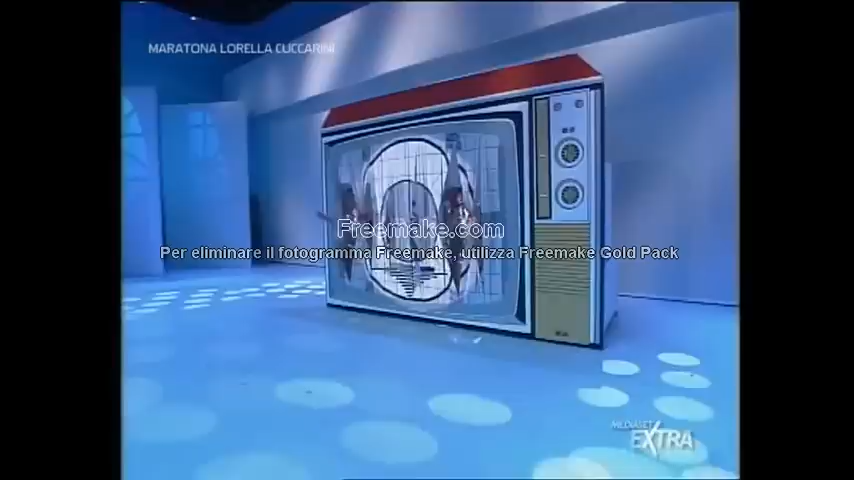 MARATONA LORELLA CUCCARINI
Freemake.com
Per eliminare il fotogramma Freemake, utilizza Freemake Gold Pack
MEDIASET
EXTRA